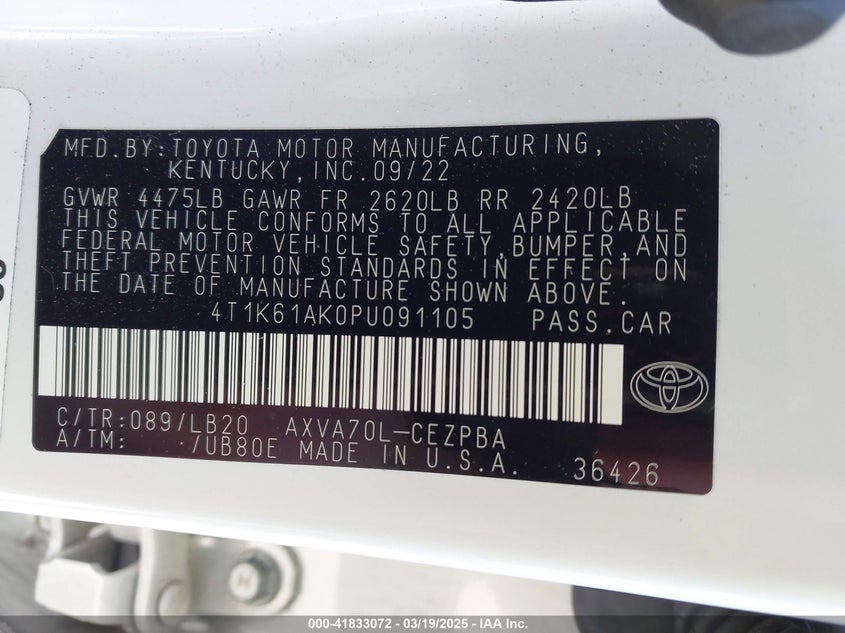 MFD.BY:TOYOTA MOTOR MANUFACTURING,
KENTUCKY,INC.09/22
GVWR 4475LB GAWR FR 2620LB RR 2420LB
THIS VEHICLE CONFORMS TO ALL APPLICABLE
FEDERAL MOTOR VEHICLE SAFETY,BUMPER,AND
THEFT PREVENTION STANDARDS IN EFFECT ON
THE DATE OF MANUFACTURE SHOWN ABOVE.
4T1K61AK0PU091105 PASS.CAR
C/TR:089/LB20 AXVA70L-CEZPBA
A/TM: /UB80E MADE IN U.S.A. 36426
000-41833072 - 03/19/2025 - IAA Inc.